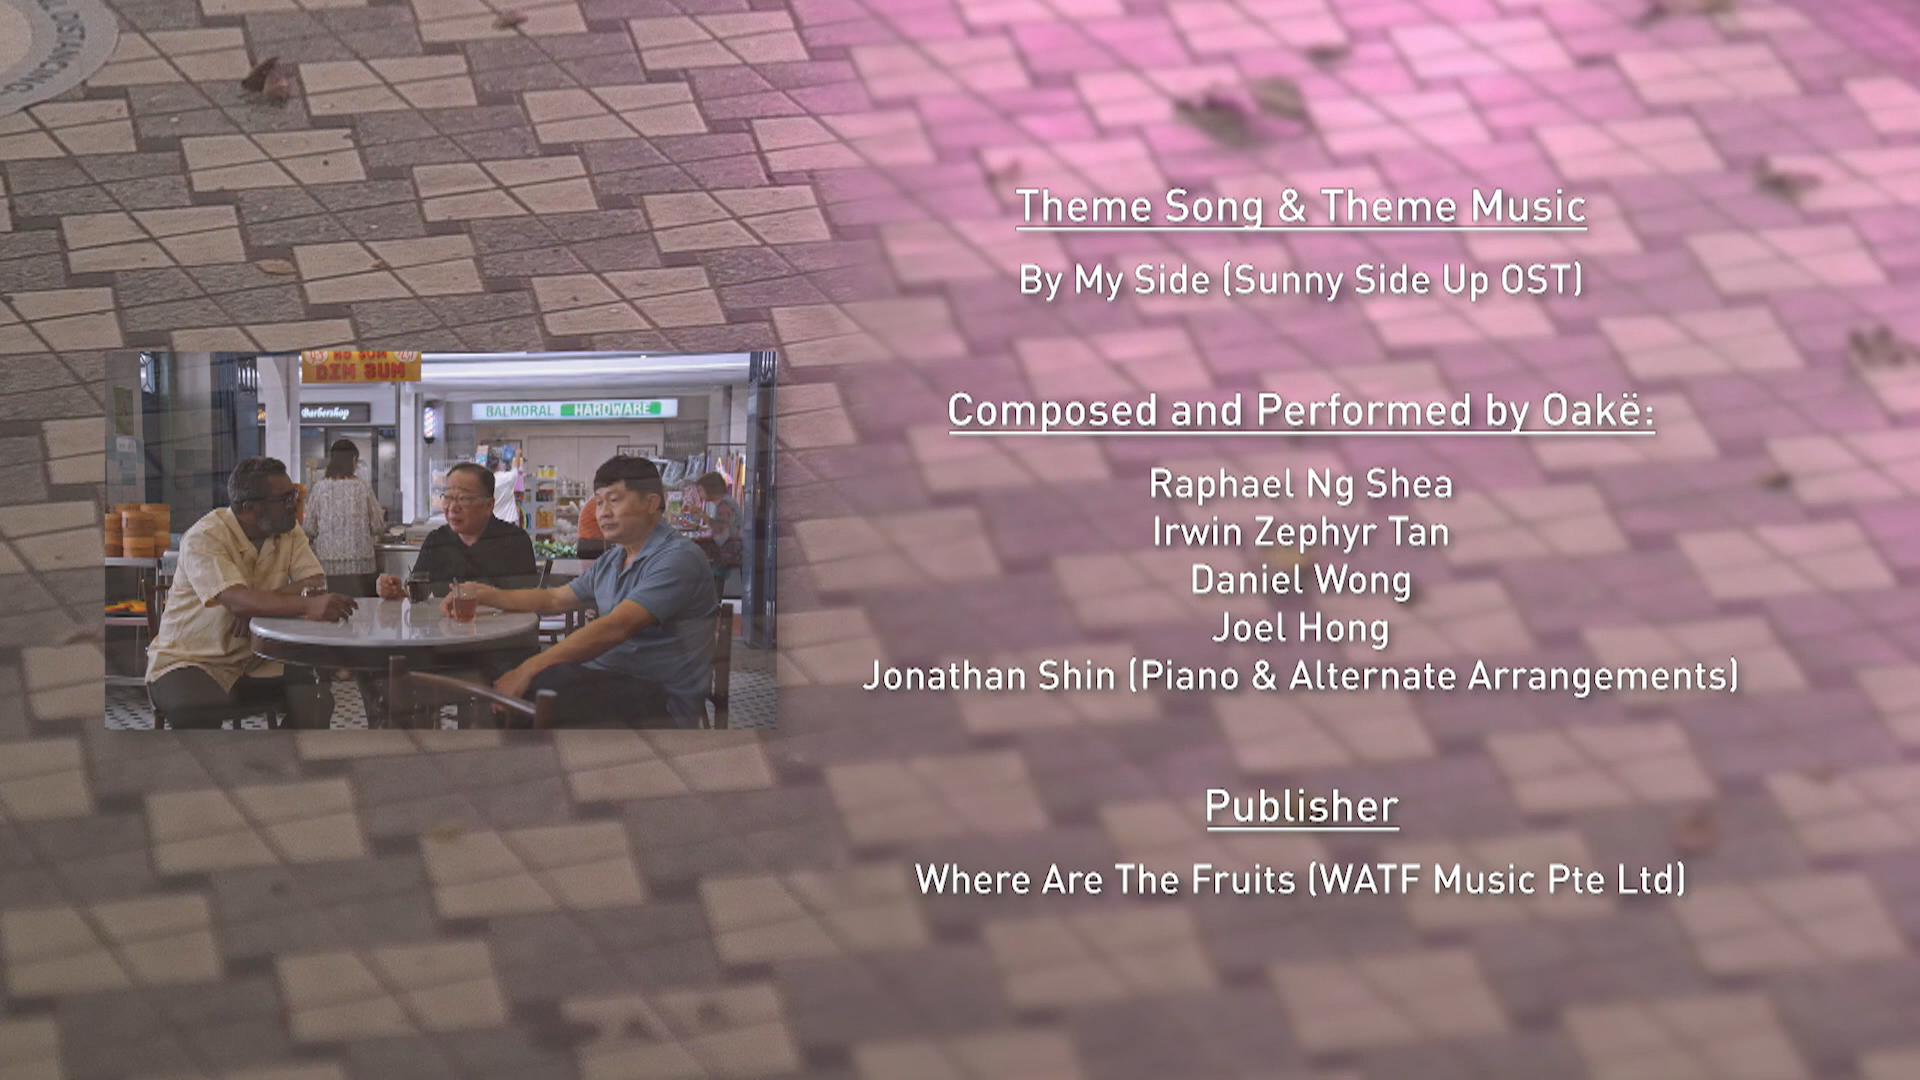 Theme Song & Theme Music
By My Side (Sunny Side Up OST)
Composed and Performed by Oakë:
Raphael Ng Shea
Irwin Zephyr Tan
Daniel Wong
Joel Hong
Jonathan Shin (Piano & Alternate Arrangements)
Publisher
Where Are The Fruits (WATF Music Pte Ltd)
DIM SUM
Barbershop
BALMORAL HARDWARE